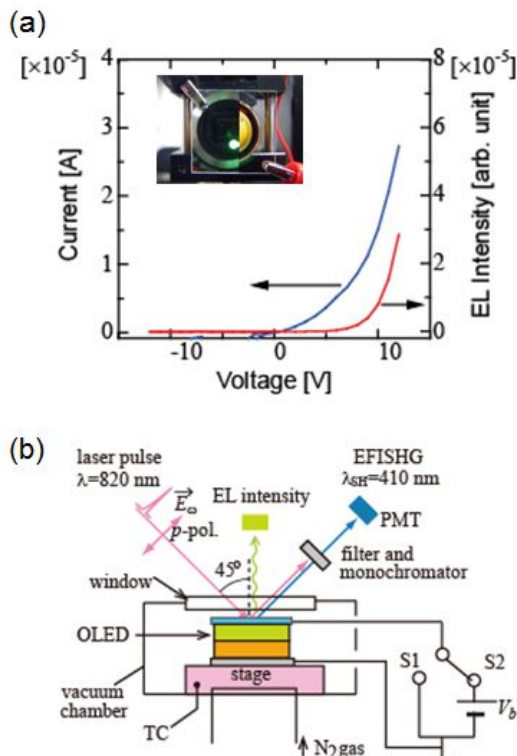 (a)
[×10⁻⁵]
[×10⁻⁵]
4
8
3
6
2
4
1
2
0
0
Current [A]
EL Intensity [arb. unit]
-10
0
10
Voltage [V]
(b)
laser pulse
λ=820 nm
E⃗ω
p-pol.
EL intensity
EFISHG
λSH=410 nm
PMT
filter and
monochromator
45°
window
OLED
stage
vacuum
chamber
TC
N2gas
S1
S2
Vb